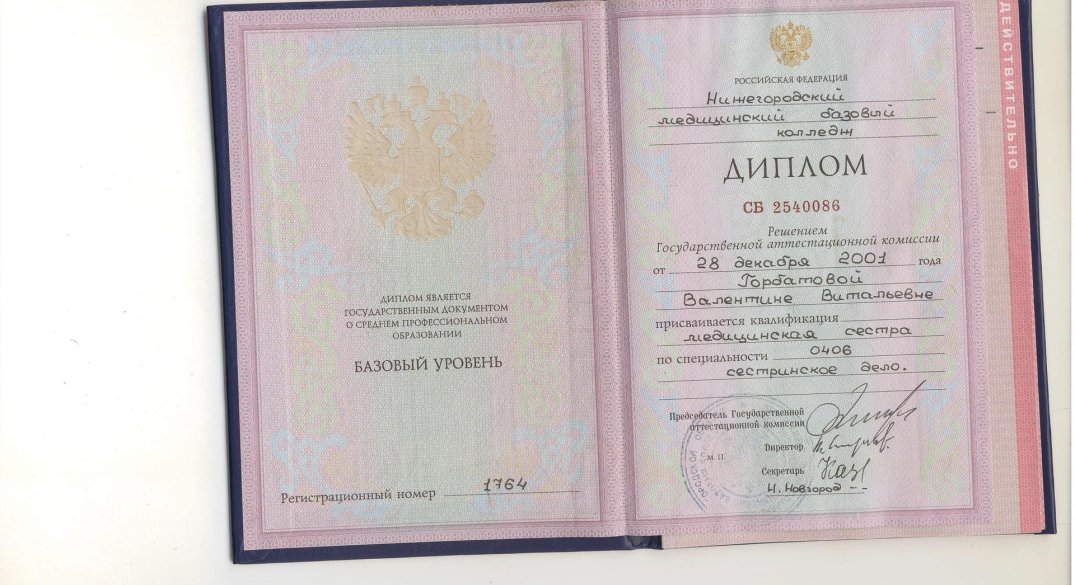 ДИПЛОМ ЯВЛЯЕТСЯ
ГОСУДАРСТВЕННЫМ ДОКУМЕНТОМ
О СРЕДНЕМ ПРОФЕССИОНАЛЬНОМ
ОБРАЗОВАНИИ
БАЗОВЫЙ УРОВЕНЬ
Регистрационный номер 1764
РОССИЙСКАЯ ФЕДЕРАЦИЯ
Нижегородский
медицинский базовый
колледж
ДИПЛОМ
СБ 2540086
Решением
Государственной аттестационной комиссии
от 28 декабря 2001 года
Горбатовой
Валентине Витальевне
присваивается квалификация
медицинская сестра
по специальности 0406
сестринское дело.
Председатель Государственной
аттестационной комиссии
Директор
М. П.
Секретарь
Н. Новгород
ДЕЙСТВИТЕЛЬНО